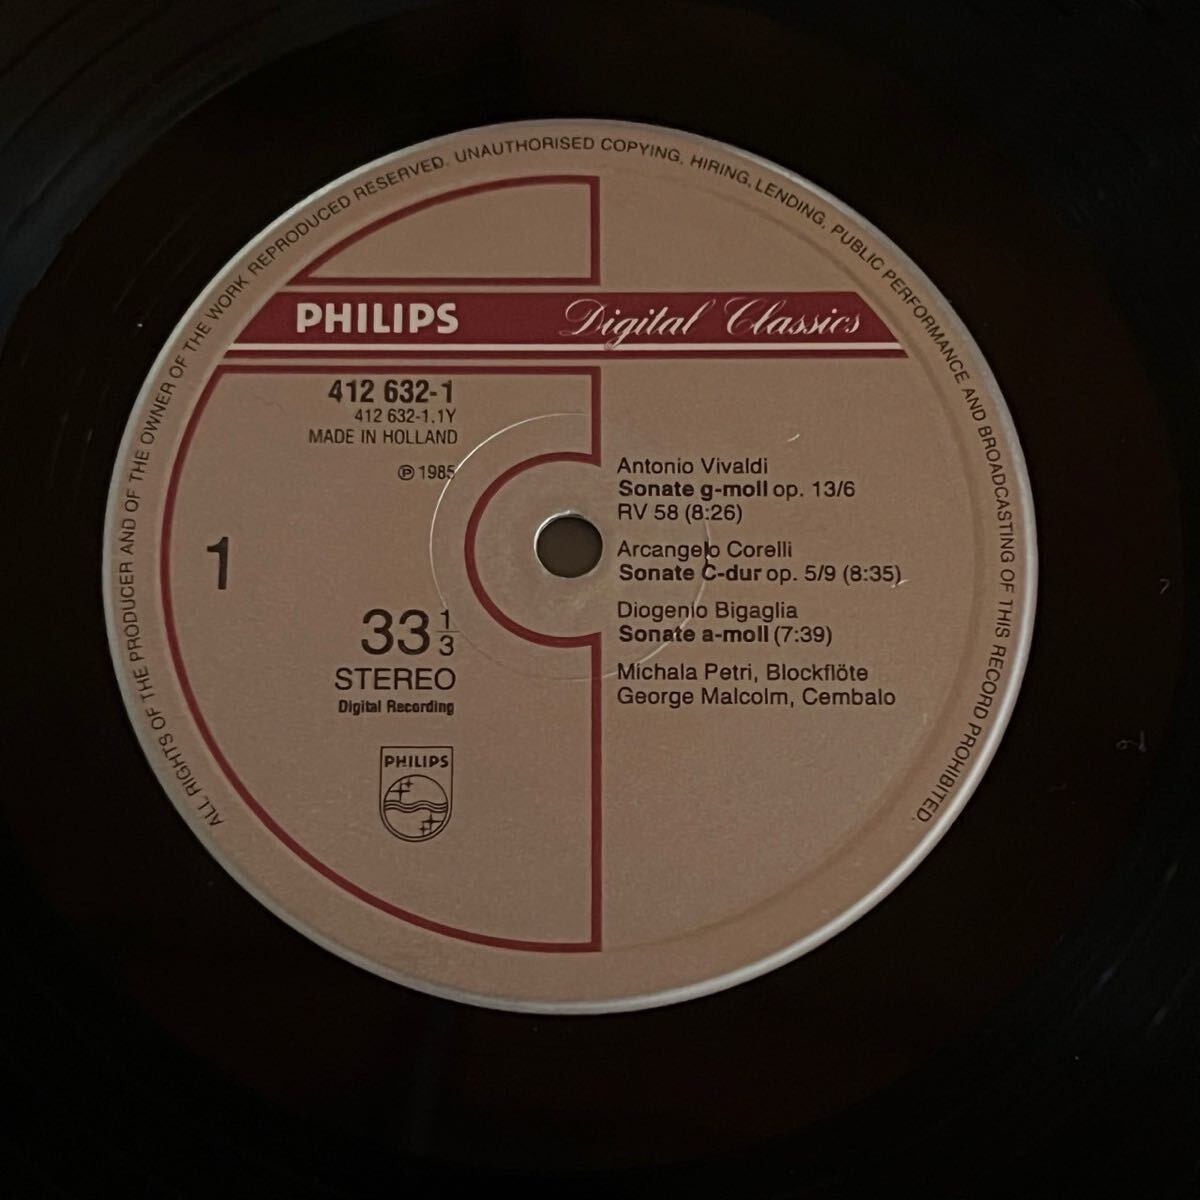 ALL RIGHTS OF THE PRODUCER AND OF THE OWNER OF THE WORK REPRODUCED RESERVED. UNAUTHORISED COPYING, HIRING, LENDING, PUBLIC PERFORMANCE AND BROADCASTING OF THIS RECORD PROHIBITED.
PHILIPS Digital Classics
412 632-1
412 632-1.1Y
MADE IN HOLLAND
℗ 1985
1
33 1/3
STEREO
Digital Recording
PHILIPS
Antonio Vivaldi
Sonate g-moll op. 13/6
RV 58 (8:26)
Arcangelo Corelli
Sonate C-dur op. 5/9 (8:35)
Diogenio Bigaglia
Sonate a-moll (7:39)
Michala Petri, Blockflöte
George Malcolm, Cembalo